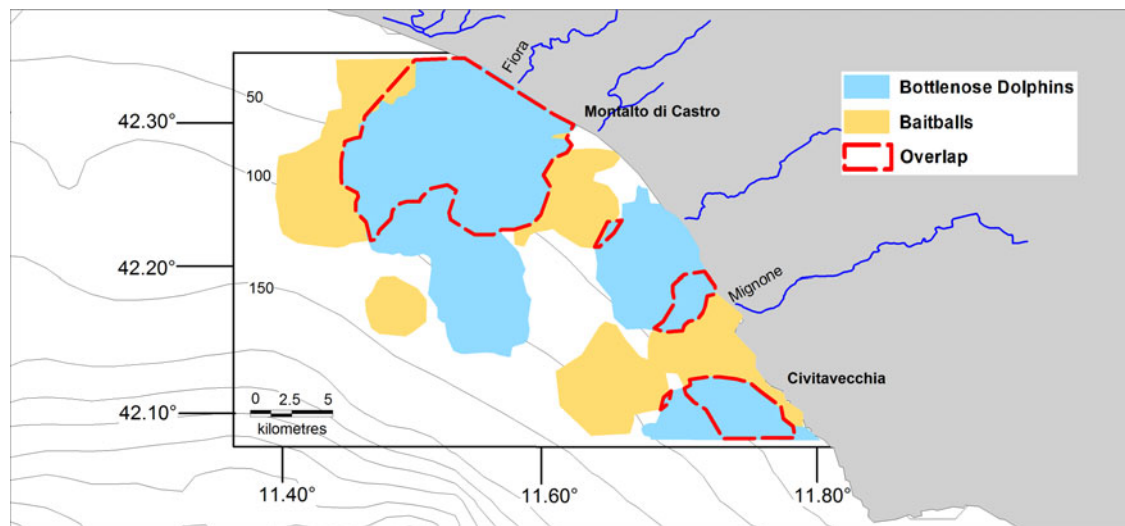 Fiora
Bottlenose Dolphins
50
Montalto di Castro
Baitballs
42.30°
Overlap
100
42.20°
150
Mignone
Civitavecchia
0 2.5 5
42.10°
kilometres
11.40°
11.60°
11.80°